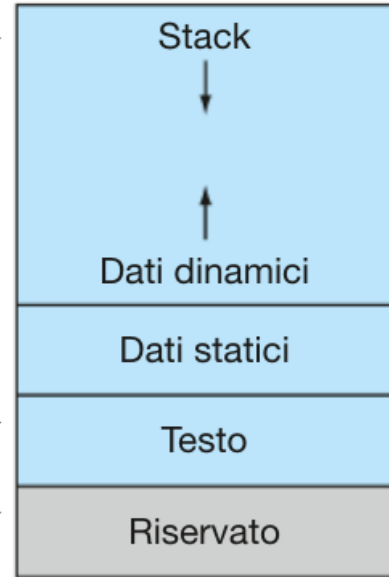 Stack
Dati dinamici
Dati statici
Testo
Riservato